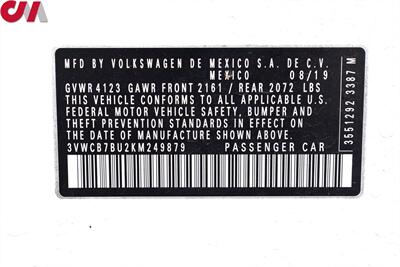 MFD BY VOLKSWAGEN DE MEXICO S.A. DE C.V.
MEXICO 08/19
GVWR 4123 GAWR FRONT 2161 / REAR 2072 LBS
THIS VEHICLE CONFORMS TO ALL APPLICABLE U.S.
FEDERAL MOTOR VEHICLE SAFETY, BUMPER AND
THEFT PREVENTION STANDARDS IN EFFECT ON THE
DATE OF MANUFACTURE SHOWN ABOVE.
3VWCB7BU2KM249879 PASSENGER CAR
3551292 3387 M